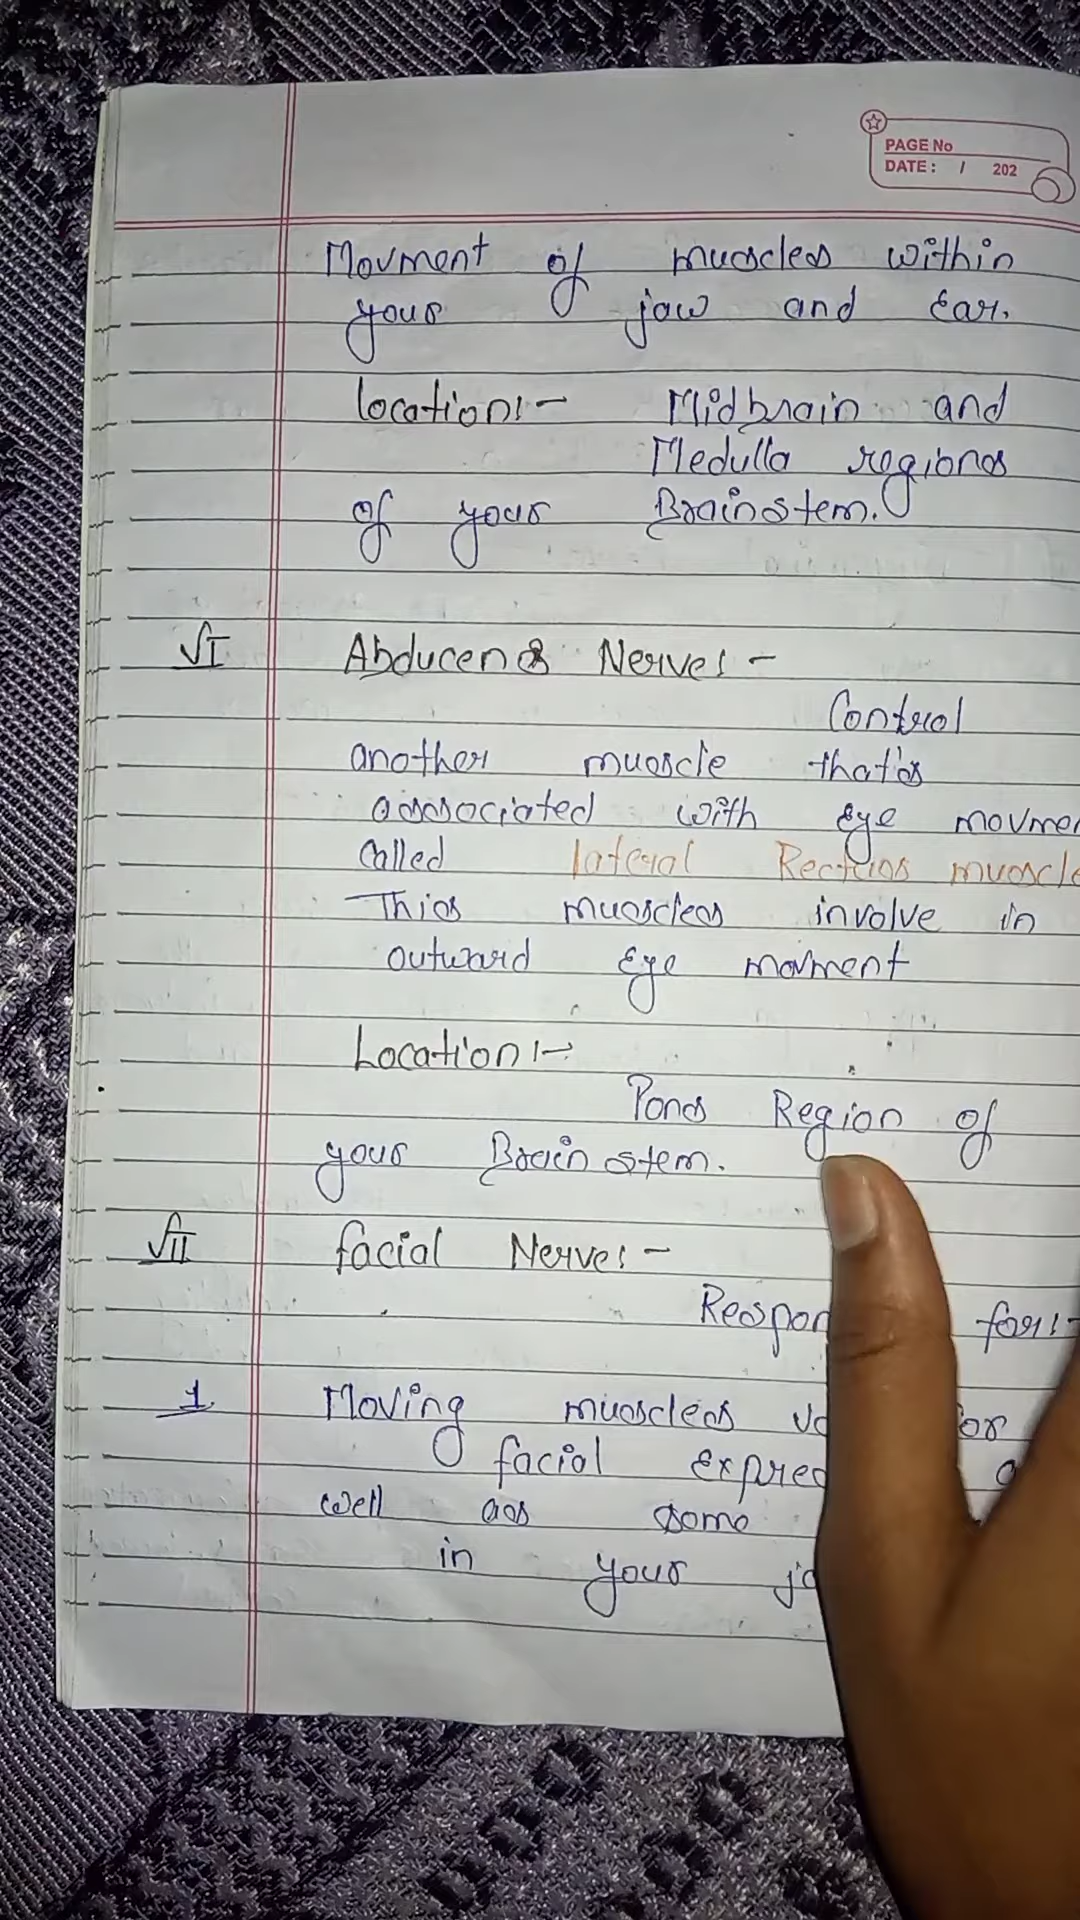 PAGE No
DATE: / 202
Movment of muscles within
your jaw and Ear.
Location:- Midbrain and
Medulla regions
of your Brainstem.
VI Abducens Nerve:-
Control
another muscle that's
associated with Eye
called lateral Rectus
This muscles involve in
outward Eye movment
Location:-
Pons Region of
your Brain stem.
VII facial Nerve:-
for:-
1 Moving muscles
facial
well as some
in your